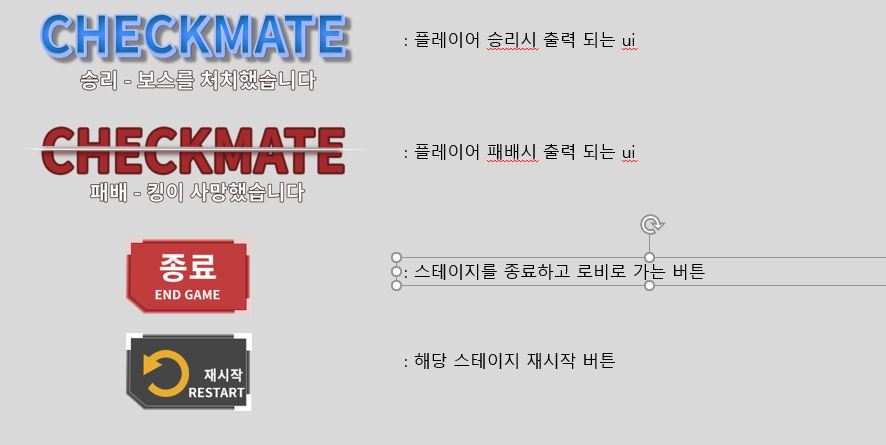 CHECKMATE
승리 - 보스를 처치했습니다
: 플레이어 승리시 출력 되는 ui
CHECKMATE
패배 - 킹이 사망했습니다
: 플레이어 패배시 출력 되는 ui
종료
END GAME
: 스테이지를 종료하고 로비로 가는 버튼
재시작
RESTART
: 해당 스테이지 재시작 버튼